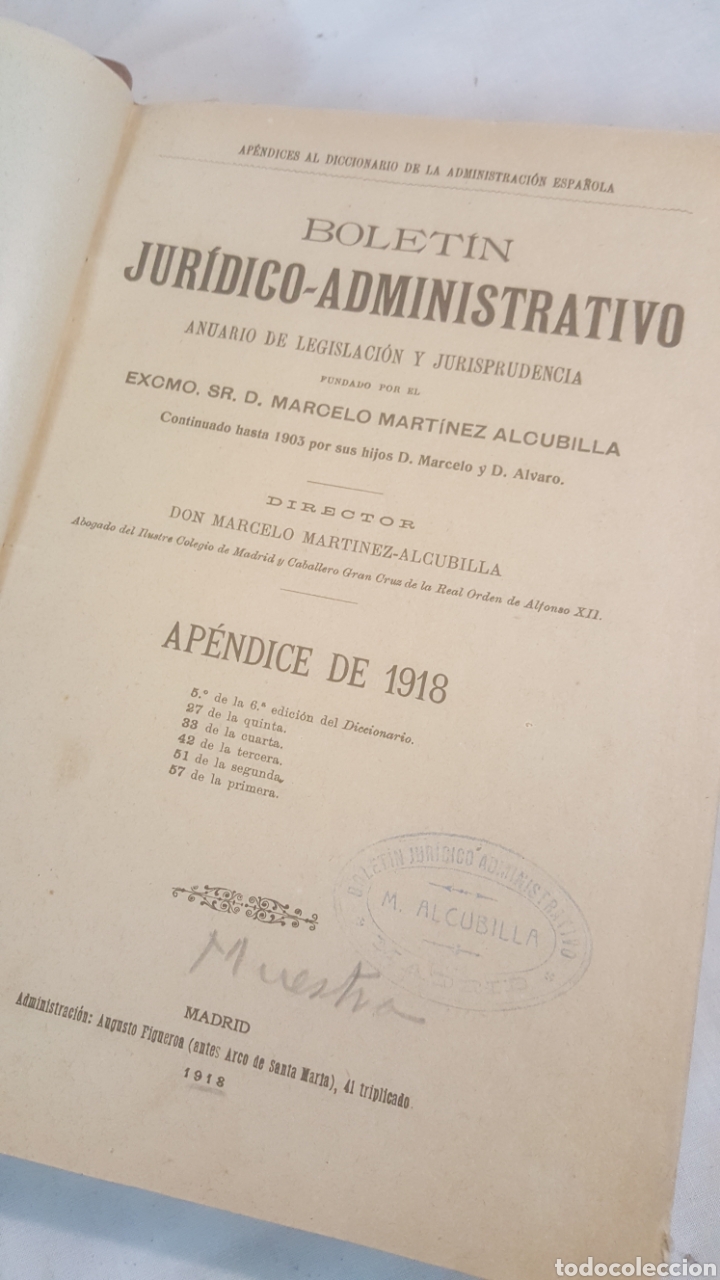 APÉNDICES AL DICCIONARIO DE LA ADMINISTRACIÓN ESPAÑOLA
BOLETÍN
JURÍDICO-ADMINISTRATIVO
ANUARIO DE LEGISLACIÓN Y JURISPRUDENCIA
FUNDADO POR EL
EXCMO. SR. D. MARCELO MARTÍNEZ ALCUBILLA
Continuado hasta 1903 por sus hijos D. Marcelo y D. Alvaro.
DIRECTOR
DON MARCELO MARTINEZ-ALCUBILLA
Abogado del Ilustre Colegio de Madrid y Caballero Gran Cruz de la Real Orden de Alfonso XII.
APÉNDICE DE 1918
5.º de la 6.ª edición del Diccionario.
27 de la quinta.
33 de la cuarta.
42 de la tercera.
51 de la segunda.
57 de la primera.
BOLETÍN JURÍDICO ADMINISTRATIVO
M. ALCUBILLA
MADRID
Muestra
MADRID
Administración: Augusto Figueroa (antes Arco de Santa María), 41 triplicado
1918
todocoleccion